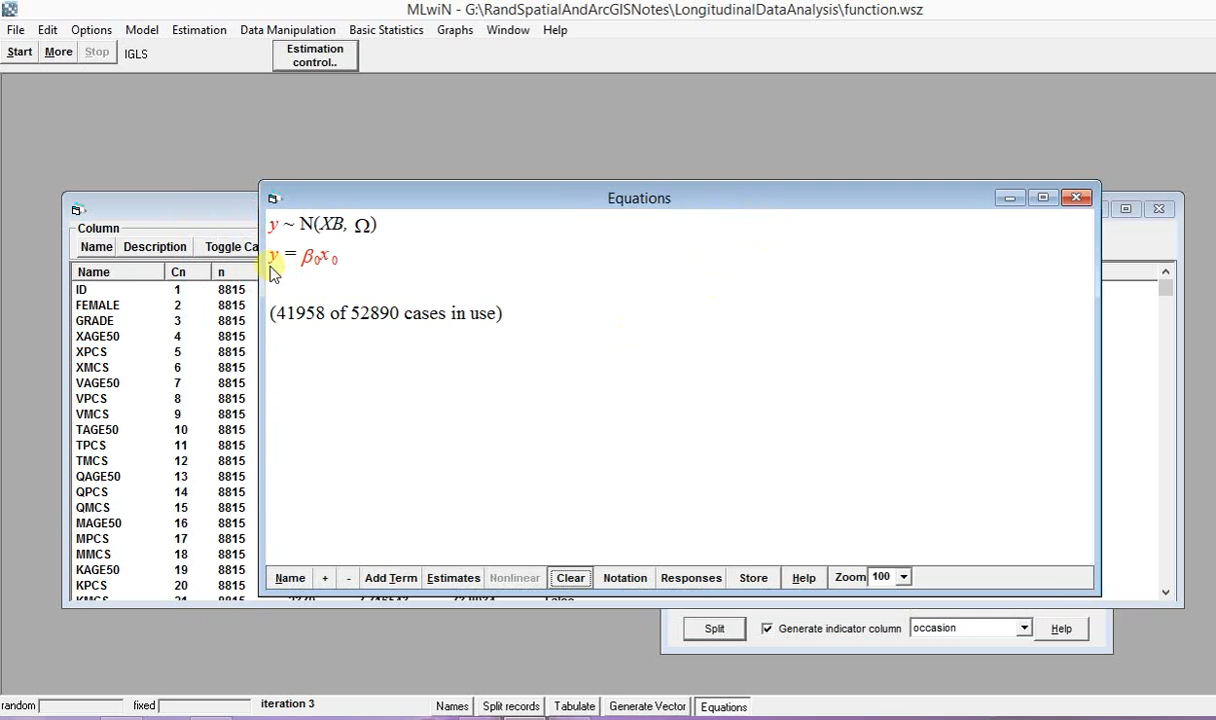 MLwiN - G:\RandSpatialAndArcGISNotes\LongitudinalDataAnalysis\function.wsz
File Edit Options Model Estimation Data Manipulation Basic Statistics Graphs Window Help
Start More Stop IGLS Estimation control..
Equations
y ~ N(XB, Ω)
y = β0x0
(41958 of 52890 cases in use)
Column
Name Description Toggle Ca
Name Cn n
ID 1 8815
FEMALE 2 8815
GRADE 3 8815
XAGE50 4 8815
XPCS 5 8815
XMCS 6 8815
VAGE50 7 8815
VPCS 8 8815
VMCS 9 8815
TAGE50 10 8815
TPCS 11 8815
TMCS 12 8815
QAGE50 13 8815
QPCS 14 8815
QMCS 15 8815
MAGE50 16 8815
MPCS 17 8815
MMCS 18 8815
KAGE50 19 8815
KPCS 20 8815
Name + - Add Term Estimates Nonlinear Clear Notation Responses Store Help Zoom 100
Split Generate indicator column occasion Help
random fixed iteration 3 Names Split records Tabulate Generate Vector Equations